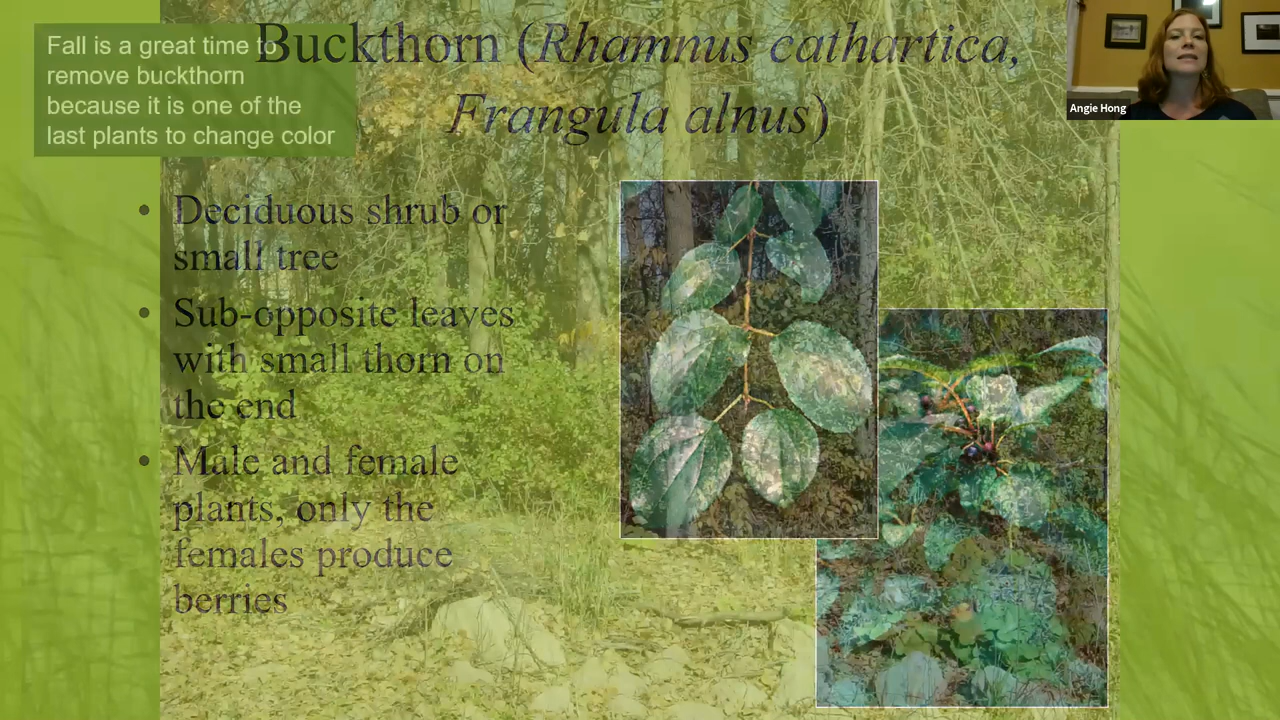 Fall is a great time to
remove buckthorn
because it is one of the
last plants to change color
Buckthorn (Rhamnus cathartica,
Frangula alnus)
Angie Hong
• Deciduous shrub or
small tree
• Sub-opposite leaves
with small thorn on
the end
• Male and female
plants, only the
females produce
berries